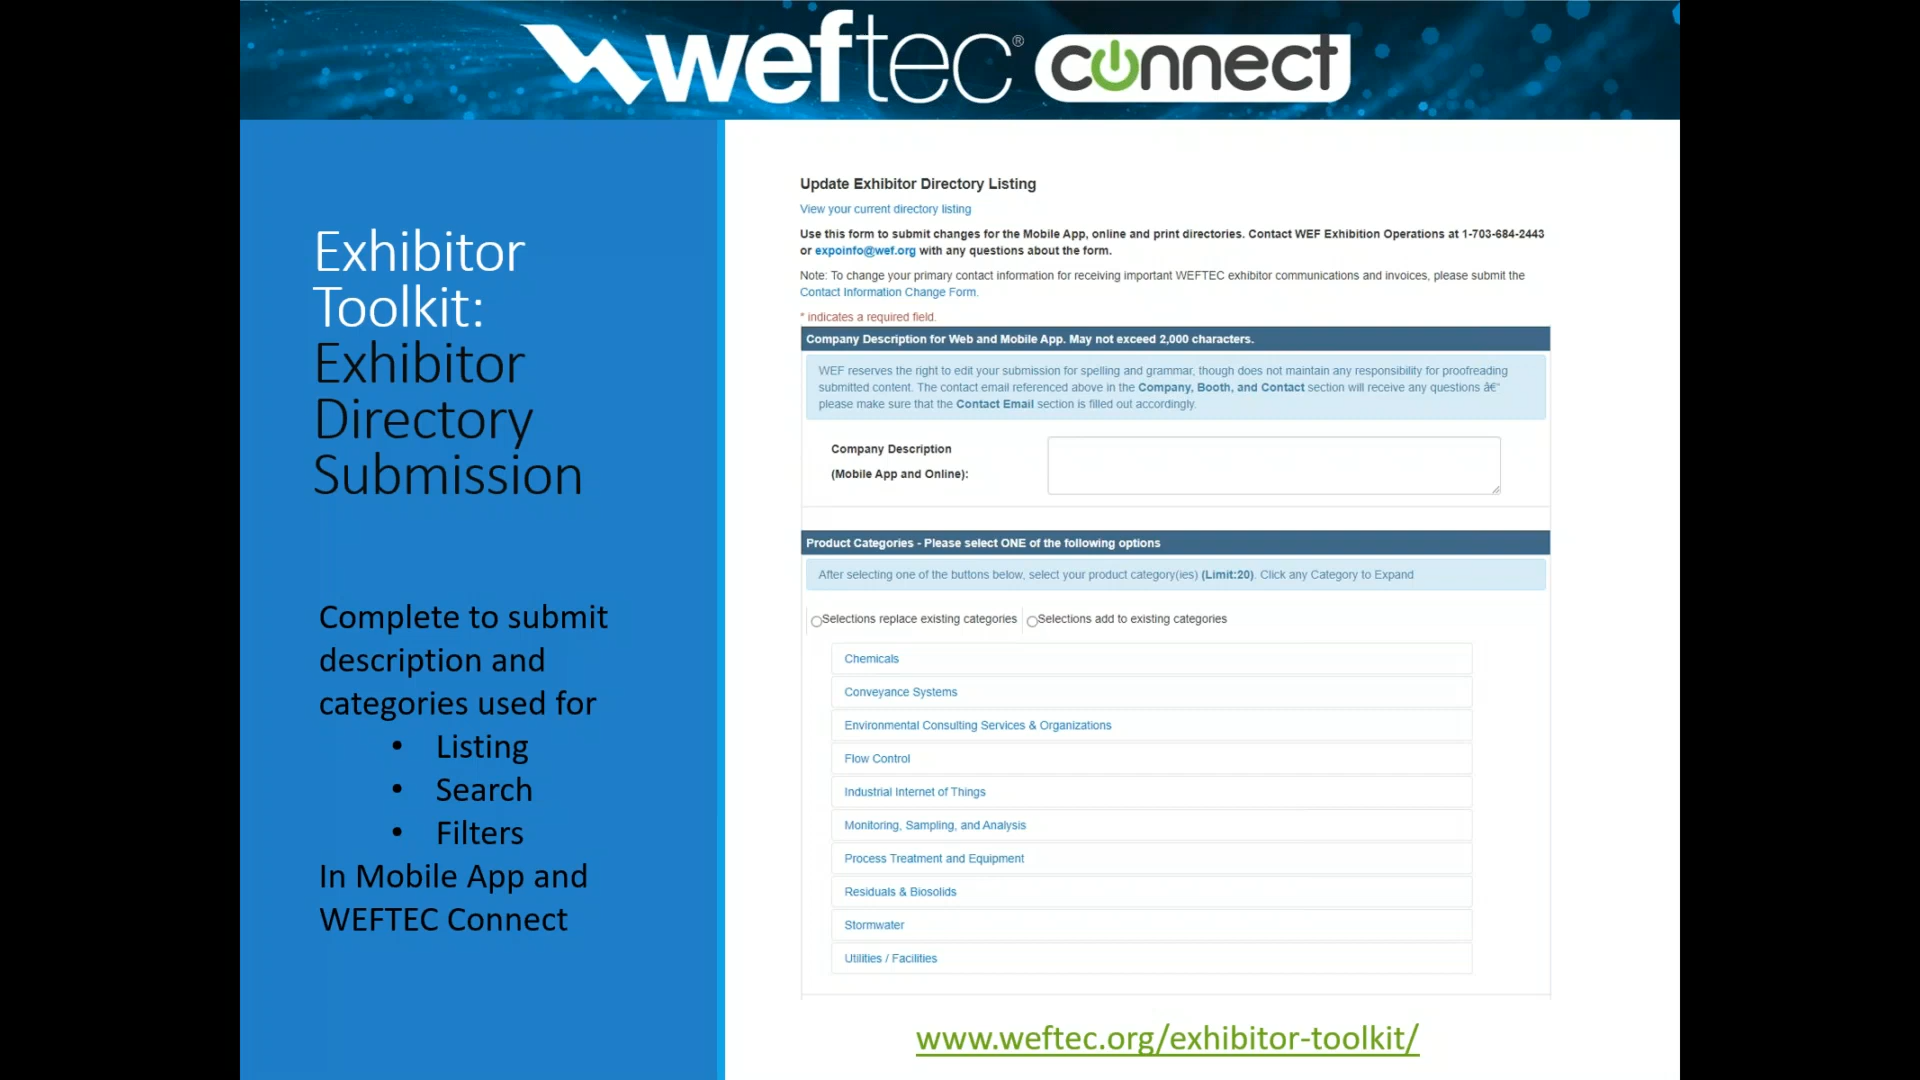 weftec® connect
Exhibitor
Toolkit:
Exhibitor
Directory
Submission
Complete to submit
description and
categories used for
• Listing
• Search
• Filters
In Mobile App and
WEFTEC Connect
Update Exhibitor Directory Listing
View your current directory listing
Use this form to submit changes for the Mobile App, online and print directories. Contact WEF Exhibition Operations at 1-703-684-2443
or expoinfo@wef.org with any questions about the form.
Note: To change your primary contact information for receiving important WEFTEC exhibitor communications and invoices, please submit the
Contact Information Change Form.
* indicates a required field.
Company Description for Web and Mobile App. May not exceed 2,000 characters.
WEF reserves the right to edit your submission for spelling and grammar, though does not maintain any responsibility for proofreading
submitted content. The contact email referenced above in the Company, Booth, and Contact section will receive any questions â€“
please make sure that the Contact Email section is filled out accordingly.
Company Description
(Mobile App and Online):
Product Categories - Please select ONE of the following options
After selecting one of the buttons below, select your product category(ies) (Limit:20). Click any Category to Expand
Selections replace existing categories Selections add to existing categories
Chemicals
Conveyance Systems
Environmental Consulting Services & Organizations
Flow Control
Industrial Internet of Things
Monitoring, Sampling, and Analysis
Process Treatment and Equipment
Residuals & Biosolids
Stormwater
Utilities / Facilities
www.weftec.org/exhibitor-toolkit/